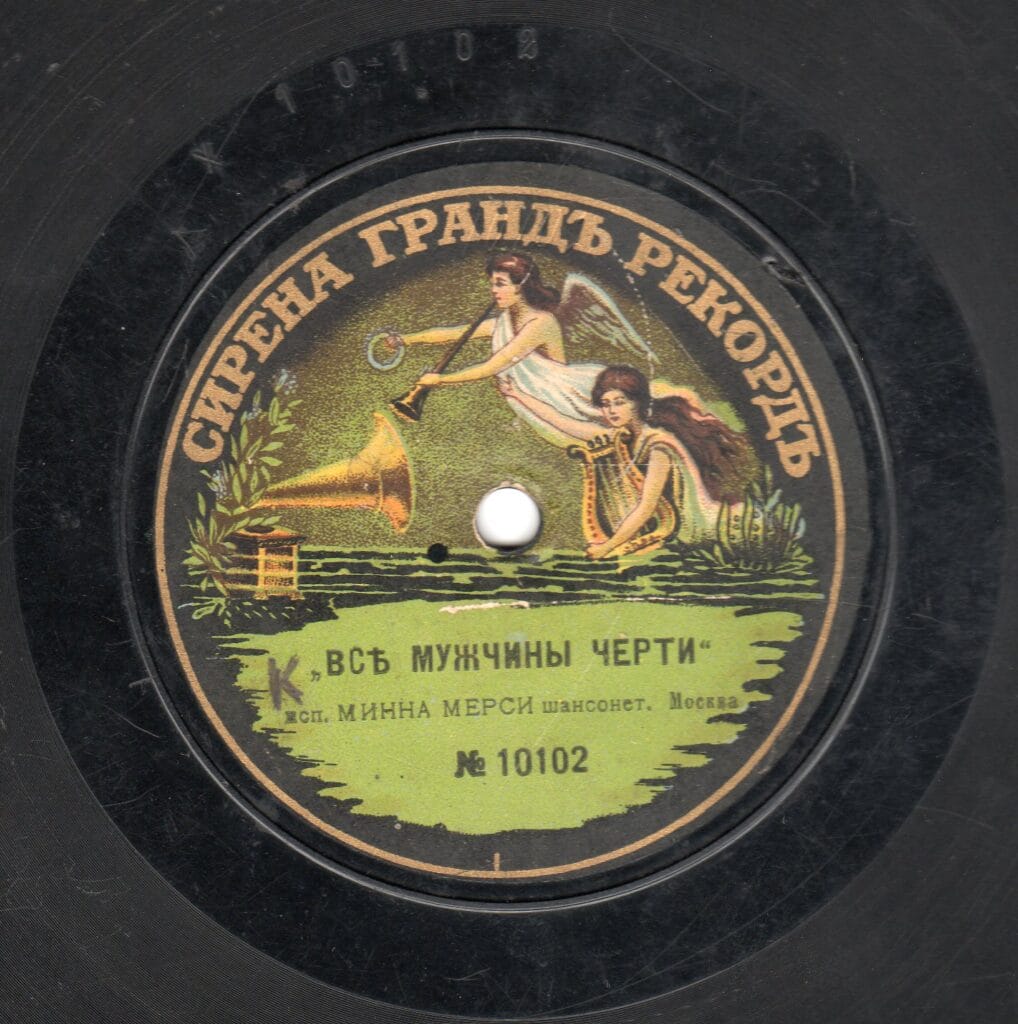 10102
СИРЕНА ГРАНДЪ РЕКОРДЪ
„ВСѢ МУЖЧИНЫ ЧЕРТИ“
К
исп. МИННА МЕРСИ шансонет. Москва
№ 10102